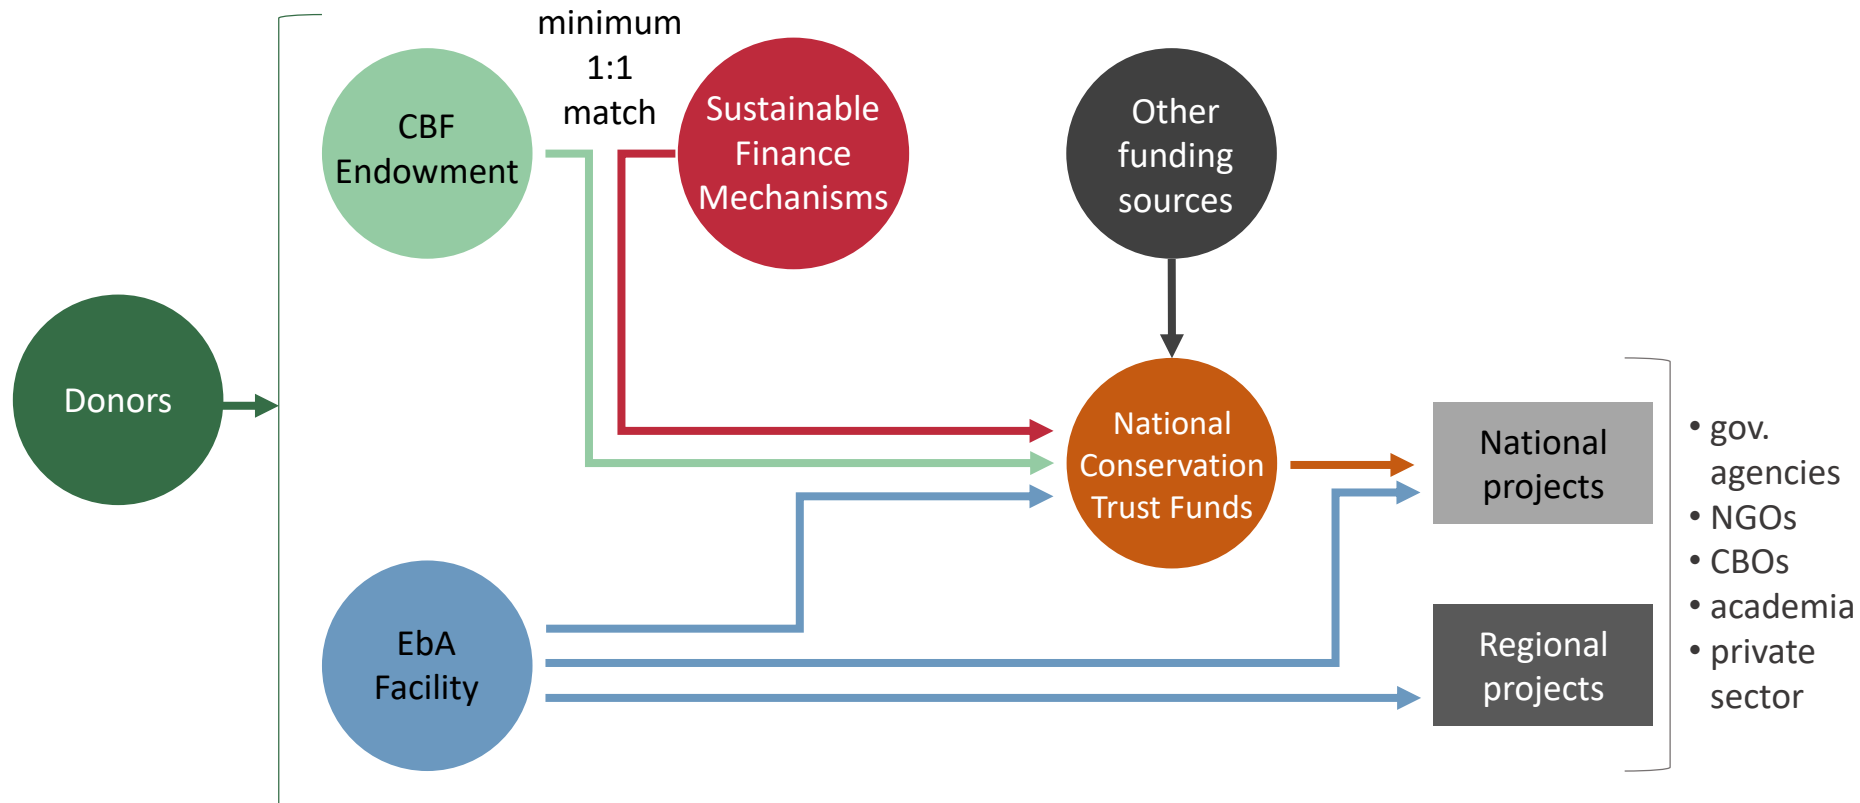 Donors
CBF
Endowment
minimum
1:1
match
Sustainable
Finance
Mechanisms
Other
funding
sources
EbA
Facility
National
Conservation
Trust Funds
National
projects
Regional
projects
• gov.
agencies
• NGOs
• CBOs
• academia
• private
sector